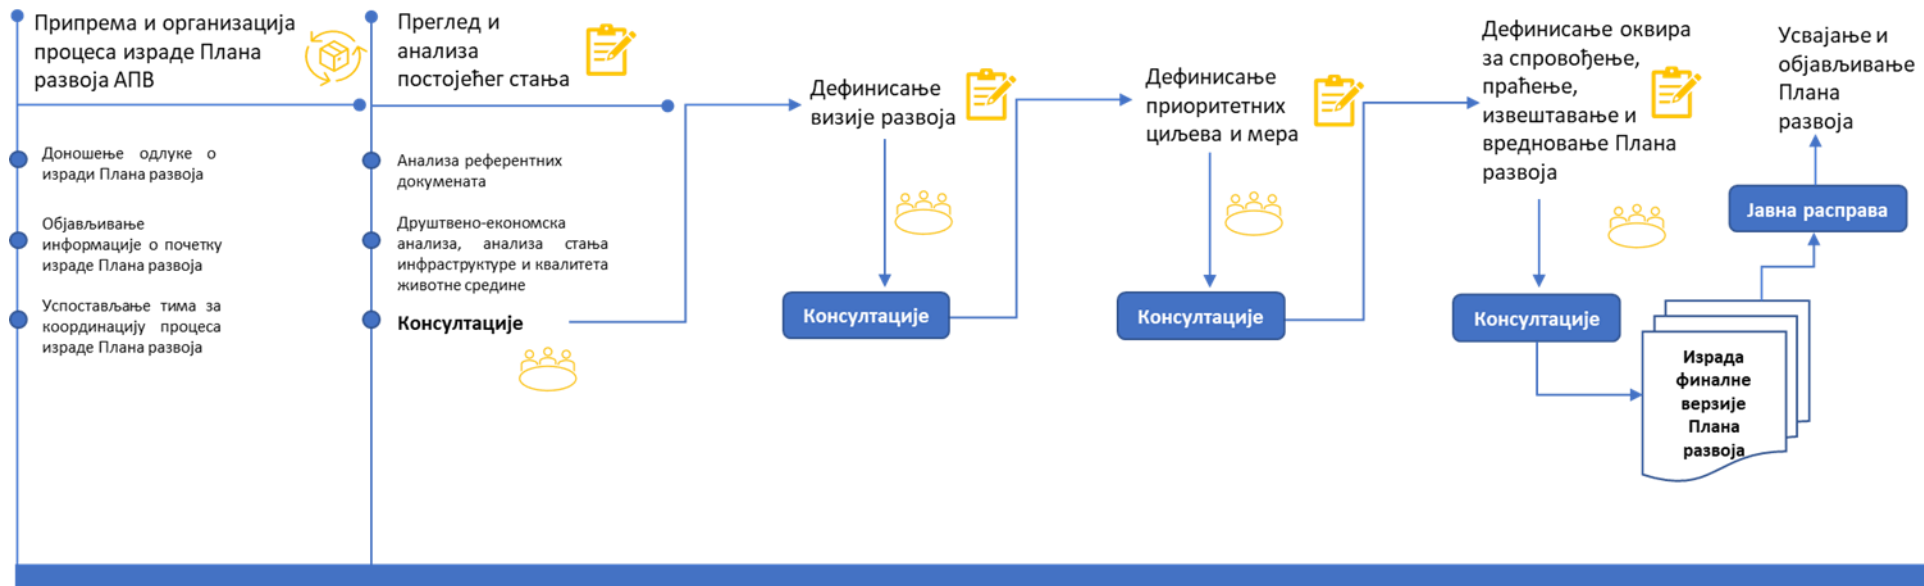 Припрема и организација
процеса израде Плана
развоја АПВ
Доношење одлуке о
изради Плана развоја
Објављивање
информације о почетку
израде Плана развоја
Успостављање тима за
координацију процеса
израде Плана развоја
Преглед и
анализа
постојећег стања
Анализа референтних
докумената
Друштвено-економска
анализа, анализа стања
инфраструктуре и квалитета
животне средине
Консултације
Дефинисање
визије развоја
Консултације
Дефинисање
приоритетних
циљева и мера
Консултације
Дефинисање оквира
за спровођење,
праћење,
извештавање и
вредновање Плана
развоја
Консултације
Израда
финалне
верзије
Плана
развоја
Јавна расправа
Усвајање и
објављивање
Плана
развоја